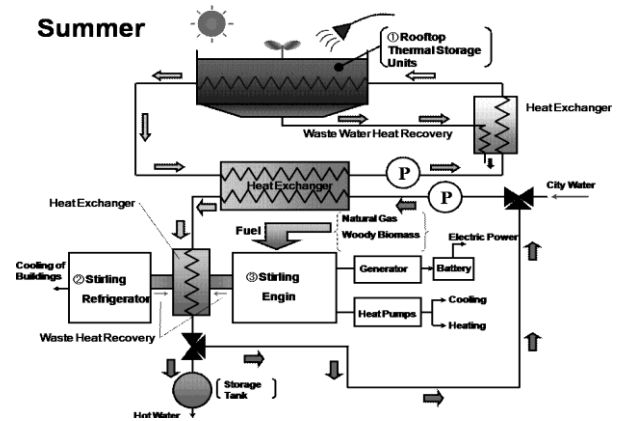 Summer
①Rooftop
Thermal Storage
Units
Heat Exchanger
Waste Water Heat Recovery
Heat Exchanger
P
P
City Water
Heat Exchanger
Fuel
Natural Gas
Woody Biomass
Electric Power
Cooling of
Buildings
②Stirling
Refrigerator
③Stirling
Engin
Generator
Battery
Heat Pumps
Cooling
Heating
Waste Heat Recovery
Storage
Tank
Hot Water